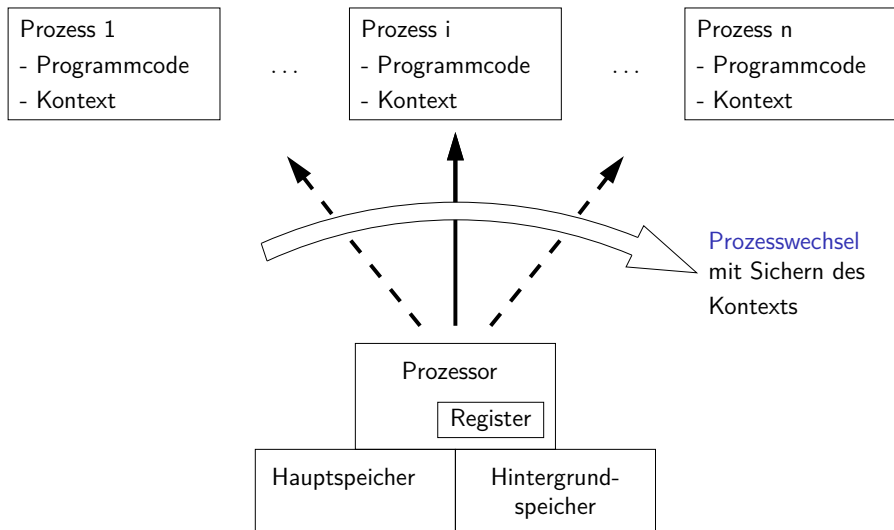 Prozess 1
- Programmcode
- Kontext
. . .
Prozess i
- Programmcode
- Kontext
. . .
Prozess n
- Programmcode
- Kontext
Prozesswechsel
mit Sichern des
Kontexts
Prozessor
Register
Hauptspeicher
Hintergrund-
speicher